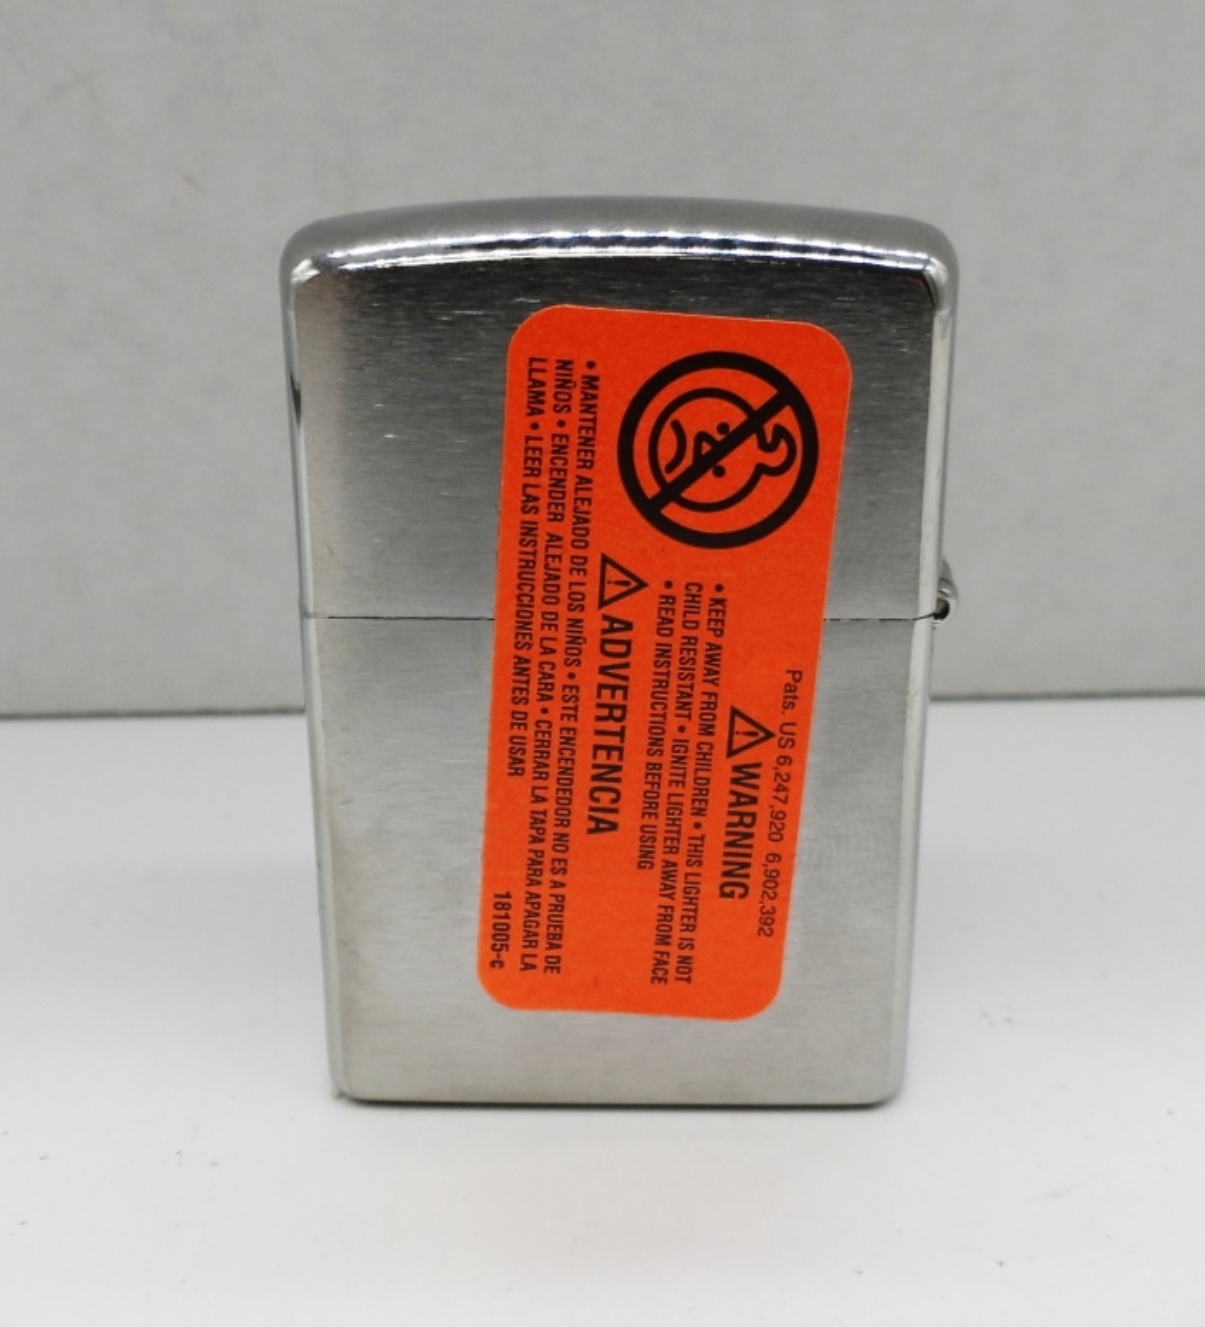 Pats. US 6,247,920 6,902,392
WARNING
• KEEP AWAY FROM CHILDREN • THIS LIGHTER IS NOT
CHILD RESISTANT • IGNITE LIGHTER AWAY FROM FACE
• READ INSTRUCTIONS BEFORE USING
ADVERTENCIA
• MANTENER ALEJADO DE LOS NIÑOS • ESTE ENCENDEDOR NO ES A PRUEBA DE
NIÑOS • ENCENDER ALEJADO DE LA CARA • CERRAR LA TAPA PARA APAGAR LA
LLAMA • LEER LAS INSTRUCCIONES ANTES DE USAR
181005-c